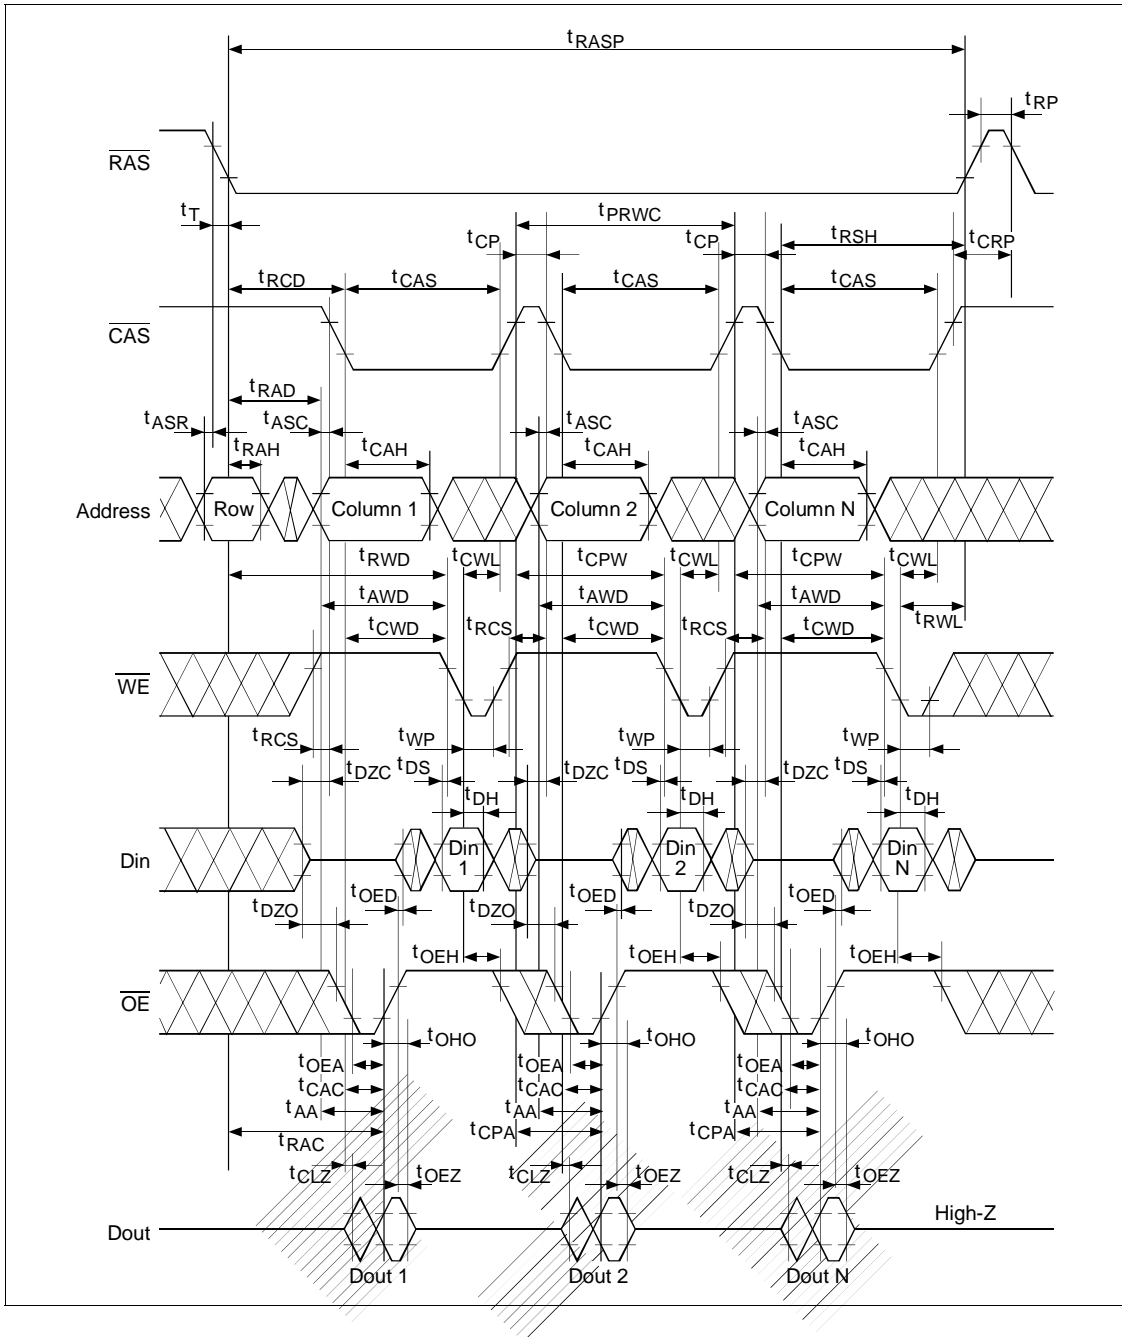 tRASP
tRP
RAS
tT
tPRWC
tCP
tCP
tRSH
tCRP
tRCD
tCAS
tCAS
tCAS
CAS
tRAD
tASR
tASC
tASC
tASC
tRAH
tCAH
tCAH
tCAH
Address
Row
Column 1
Column 2
Column N
tRWD
tCWL
tCPW
tCWL
tCPW
tCWL
tAWD
tAWD
tAWD
tRWL
tCWD
tRCS
tCWD
tRCS
tCWD
WE
tRCS
tWP
tWP
tWP
tDZC
tDS
tDZC
tDS
tDZC
tDS
tDH
tDH
tDH
Din
Din 1
Din 2
Din N
tDZO
tOED
tDZO
tOED
tDZO
tOED
tOEH
tOEH
tOEH
OE
tOHO
tOHO
tOHO
tOEA
tOEA
tOEA
tCAC
tCAC
tCAC
tAA
tAA
tAA
tRAC
tCPA
tCPA
tCLZ
tOEZ
tCLZ
tOEZ
tCLZ
tOEZ
High-Z
Dout
Dout 1
Dout 2
Dout N